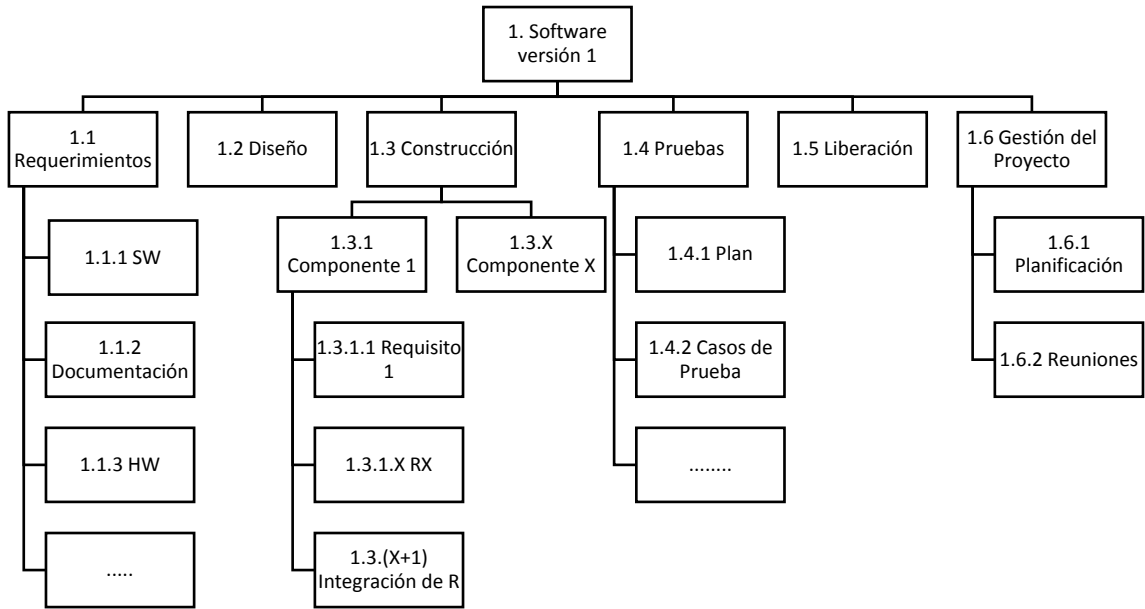 1. Software
versión 1
1.1
Requerimientos
1.2 Diseño
1.3 Construcción
1.4 Pruebas
1.5 Liberación
1.6 Gestión del
Proyecto
1.1.1 SW
1.1.2
Documentación
1.1.3 HW
.....
1.3.1
Componente 1
1.3.X
Componente X
1.3.1.1 Requisito
1
1.3.1.X RX
1.3.(X+1)
Integración de R
1.4.1 Plan
1.4.2 Casos de
Prueba
........
1.6.1
Planificación
1.6.2 Reuniones